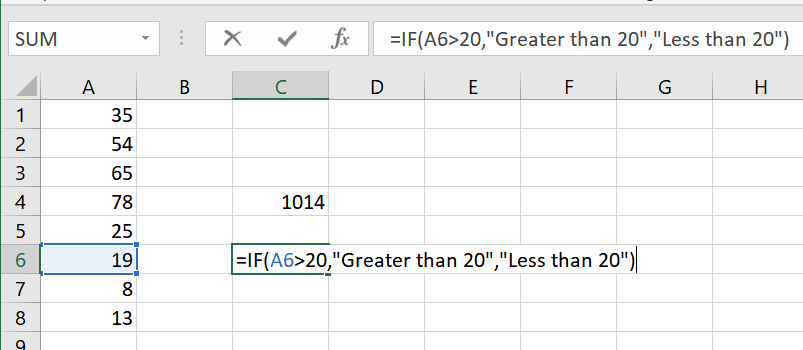 SUM fx =IF(A6>20,"Greater than 20","Less than 20")
A B C D E F G H
1 35
2 54
3 65
4 78 1014
5 25
6 19 =IF(A6>20,"Greater than 20","Less than 20")
7 8
8 13
9